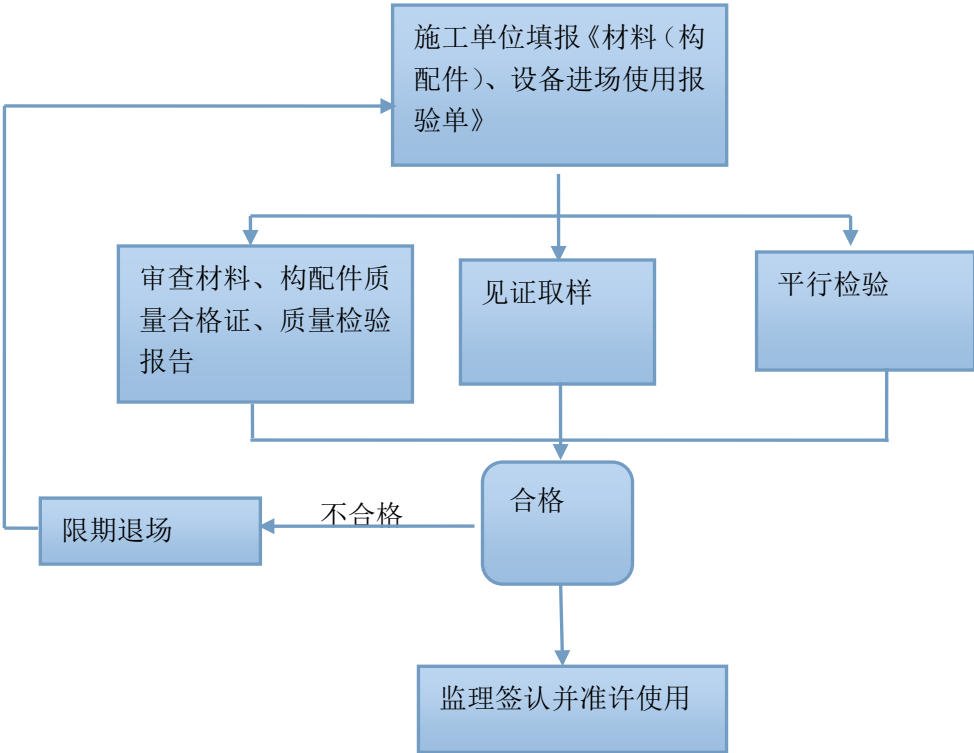 施工单位填报《材料（构
配件）、设备进场使用报
验单》
审查材料、构配件质
量合格证、质量检验
报告
见证取样
平行检验
合格
不合格
限期退场
监理签认并准许使用